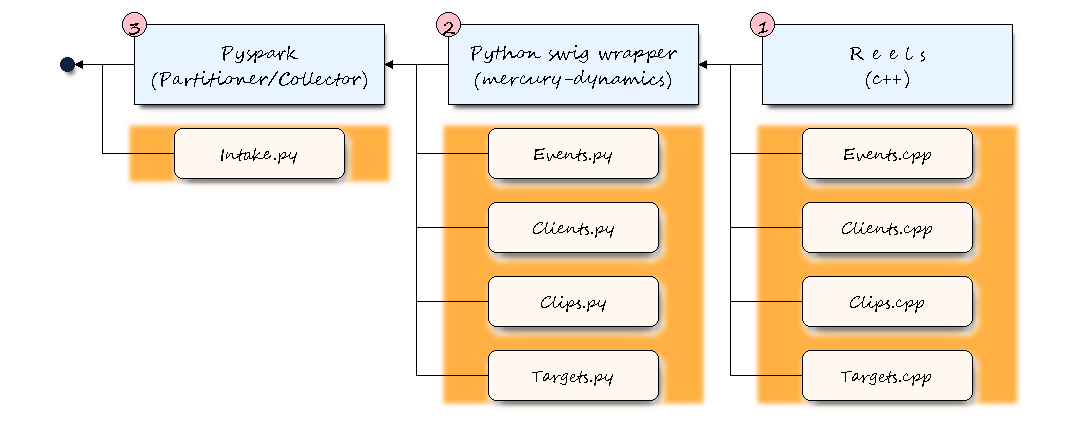 3
Pyspark
(Partitioner/Collector)
Intake.py
2
Python swig wrapper
(mercury-dynamics)
Events.py
Clients.py
Clips.py
Targets.py
1
R e e l s
(c++)
Events.cpp
Clients.cpp
Clips.cpp
Targets.cpp